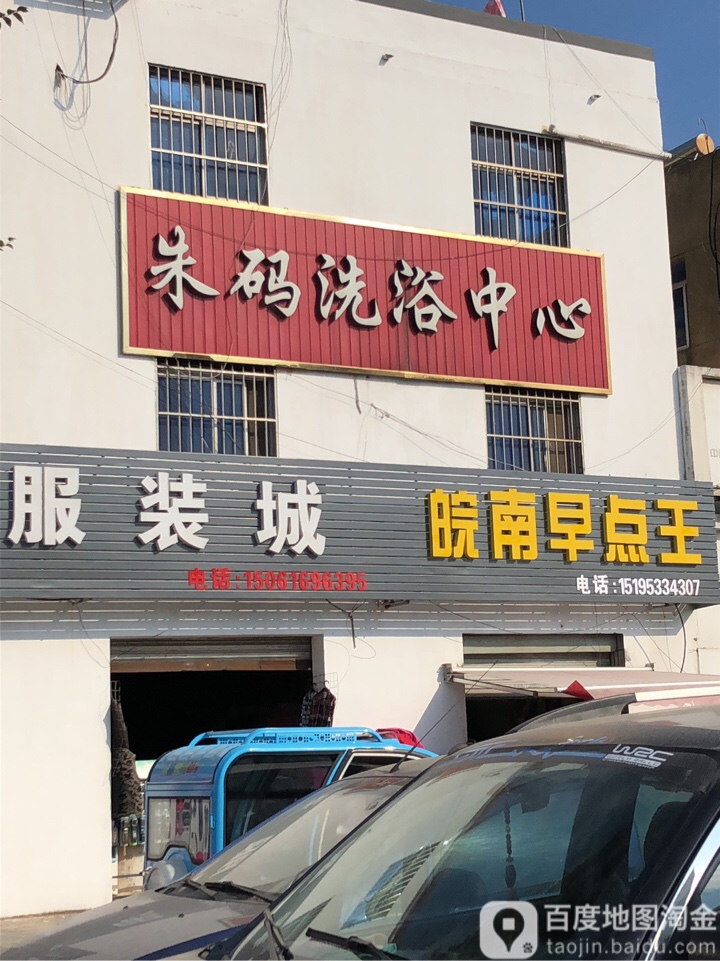 朱码洗浴中心
服装城
电话:15061696395
皖南早点王
电话:15195334307
WRC
百度地图淘金
taojin.baidu.com